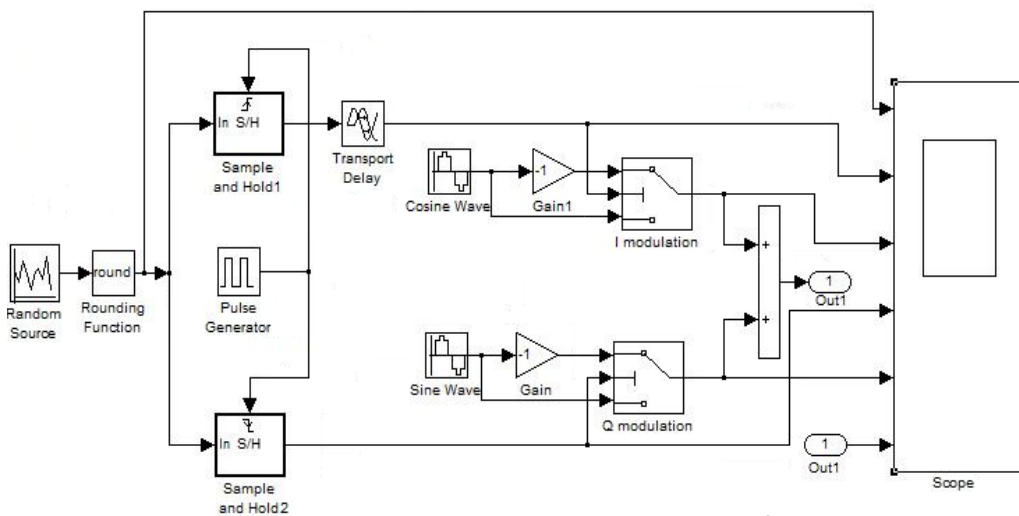 In S/H
Sample
and Hold1
Transport
Delay
Cosine Wave
-1
Gain1
I modulation
Random
Source
round
Rounding
Function
Pulse
Generator
+
+
1
Out1
Sine Wave
-1
Gain
Q modulation
In S/H
Sample
and Hold2
1
Out1
Scope